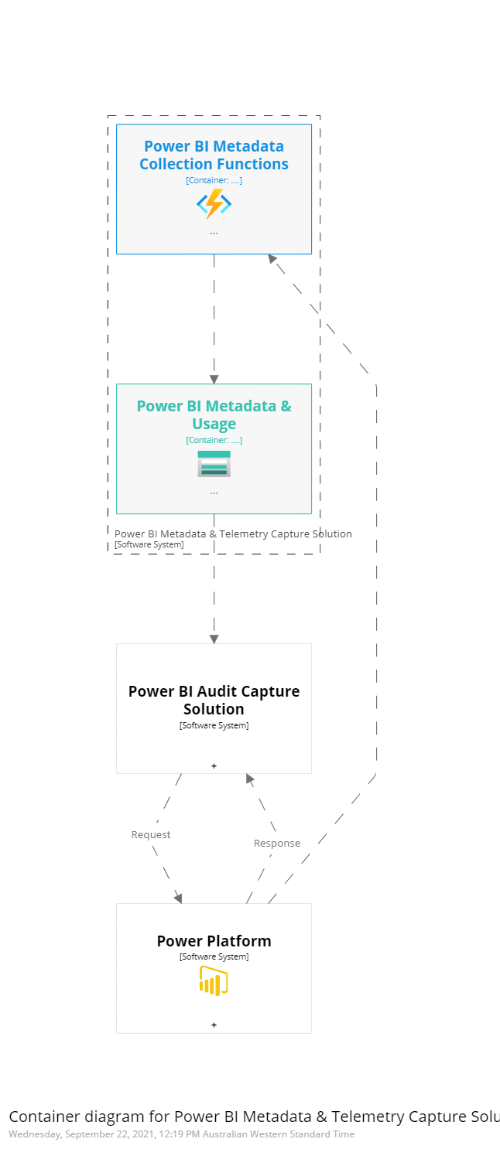 Power BI Metadata
Collection Functions
[Container: ....]
...
Power BI Metadata &
Usage
[Container: ....]
...
Power BI Metadata & Telemetry Capture Solution
[Software System]
Power BI Audit Capture
Solution
[Software System]
+
Request
Response
Power Platform
[Software System]
+
Container diagram for Power BI Metadata & Telemetry Capture Solu
Wednesday, September 22, 2021, 12:19 PM Australian Western Standard Time